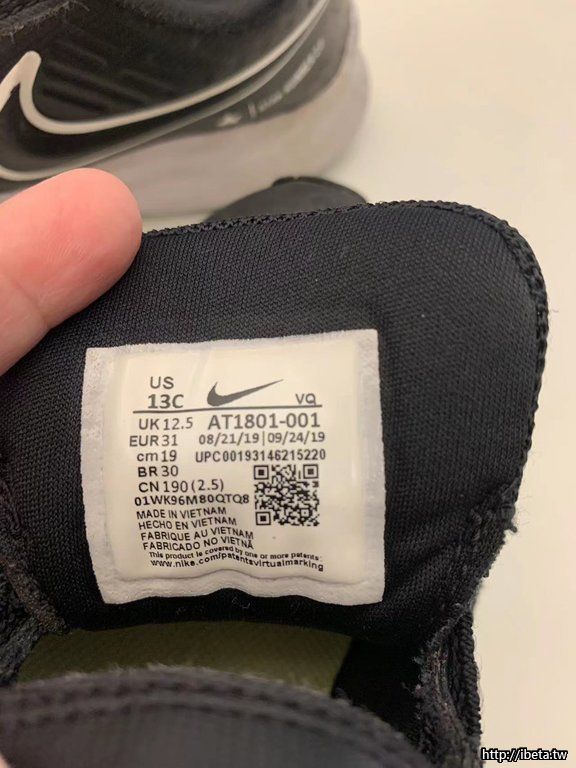 US
13C
VQ
UK 12.5 AT1801-001
EUR 31 08/21/19|09/24/19
cm 19 UPC00193146215220
BR 30
CN 190 (2.5)
01WK96M80QTQ8
MADE IN VIETNAM
HECHO EN VIETNAM
FABRIQUE AU VIETNAM
FABRICADO NO VIETNÃ
This product is covered by one or more patents
www.nike.com/patentsvirtualmarking
http://ibeta.tw